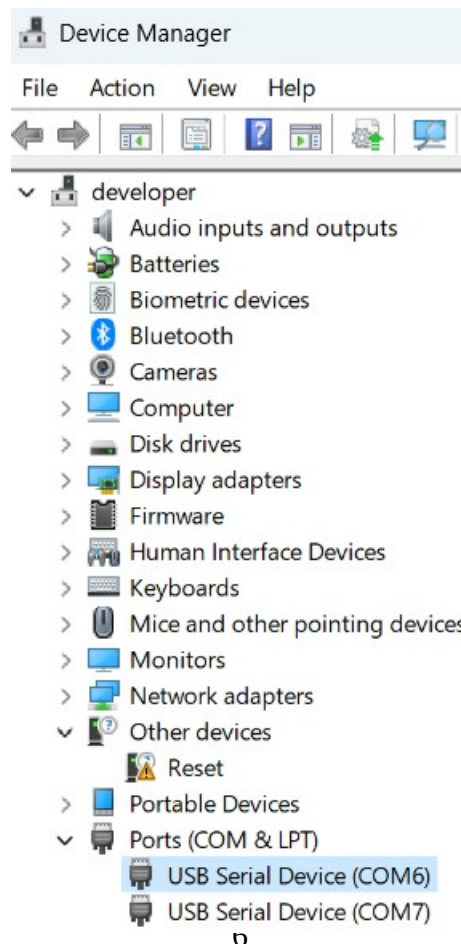 Device Manager
File Action View Help
developer
Audio inputs and outputs
Batteries
Biometric devices
Bluetooth
Cameras
Computer
Disk drives
Display adapters
Firmware
Human Interface Devices
Keyboards
Mice and other pointing devices
Monitors
Network adapters
Other devices
Reset
Portable Devices
Ports (COM & LPT)
USB Serial Device (COM6)
USB Serial Device (COM7)